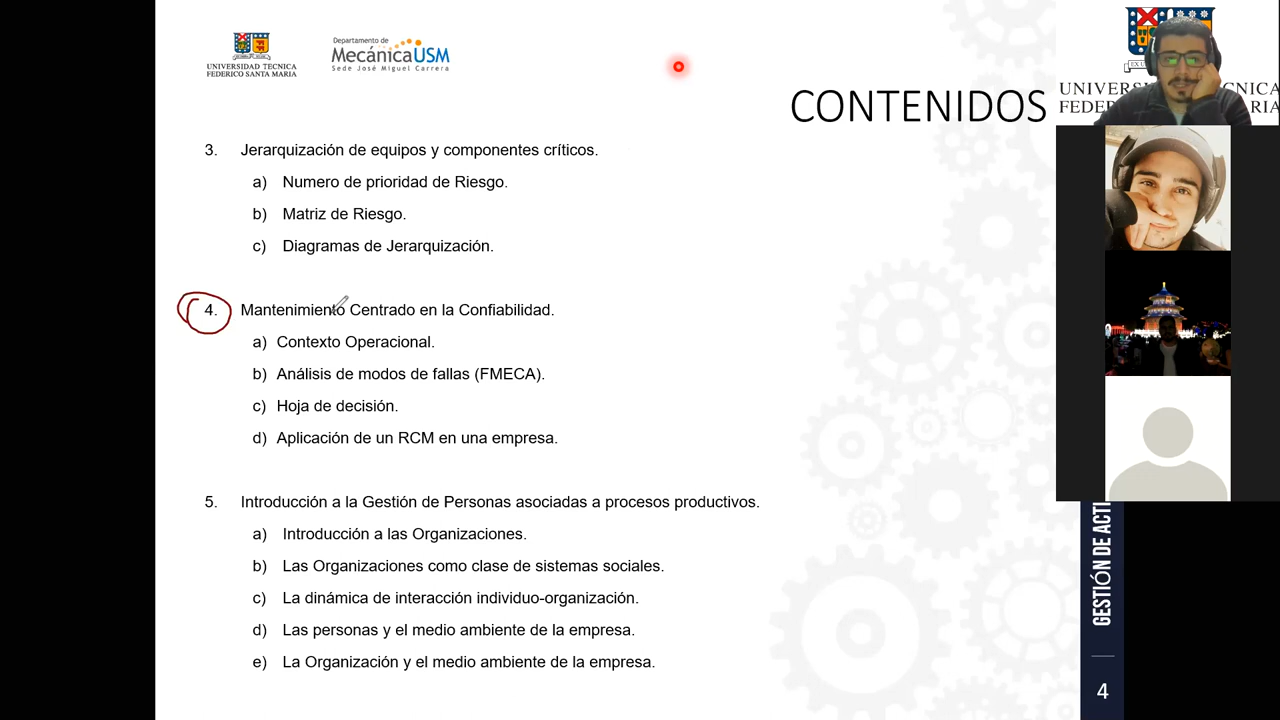 UNIVERSIDAD TECNICA
FEDERICO SANTA MARIA
Departamento de
MecánicaUSM
Sede José Miguel Carrera
CONTENIDOS
3. Jerarquización de equipos y componentes críticos.
a) Numero de prioridad de Riesgo.
b) Matriz de Riesgo.
c) Diagramas de Jerarquización.
4. Mantenimiento Centrado en la Confiabilidad.
a) Contexto Operacional.
b) Análisis de modos de fallas (FMECA).
c) Hoja de decisión.
d) Aplicación de un RCM en una empresa.
5. Introducción a la Gestión de Personas asociadas a procesos productivos.
a) Introducción a las Organizaciones.
b) Las Organizaciones como clase de sistemas sociales.
c) La dinámica de interacción individuo-organización.
d) Las personas y el medio ambiente de la empresa.
e) La Organización y el medio ambiente de la empresa.
GESTIÓN DE ACTI
4